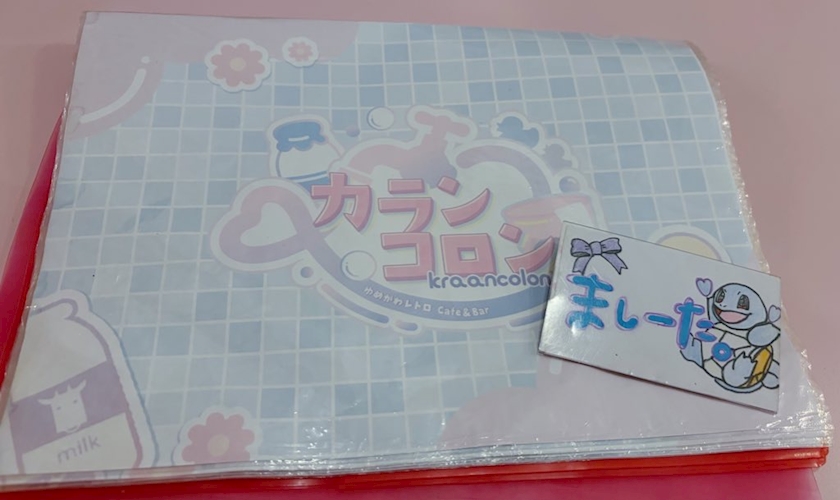 カラン
コロン
kraancolon
ゆめかわレトロ Cafe&Bar
ましーた。
milk